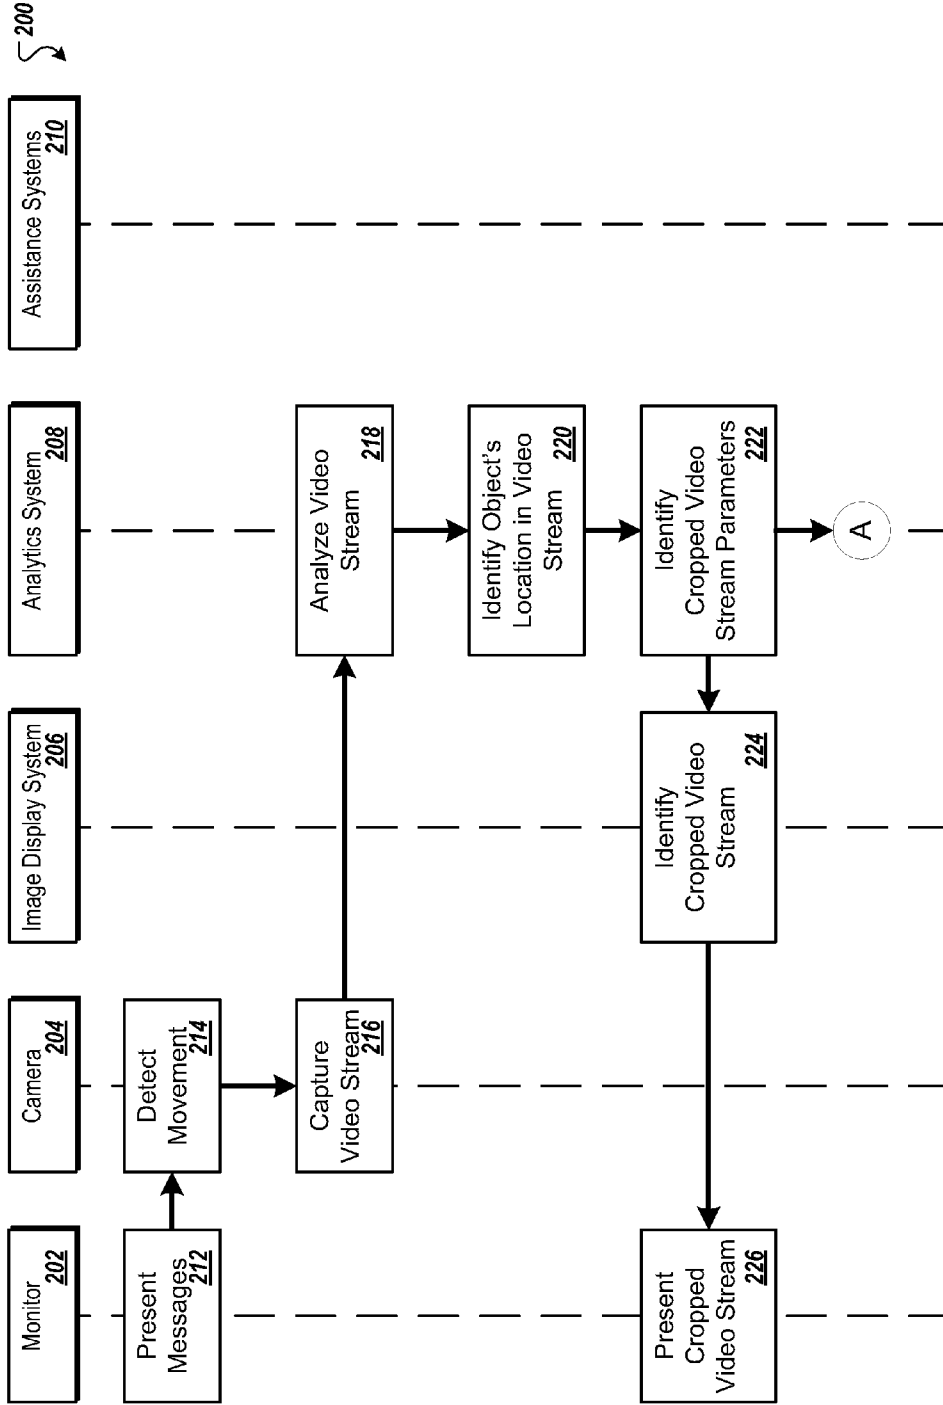 200
Monitor
202
Camera
204
Image Display System
206
Analytics System
208
Assistance Systems
210
Present
Messages
212
Detect
Movement
214
Capture
Video Stream
216
Analyze Video
Stream
218
Identify Object's
Location in Video
Stream
220
Identify
Cropped Video
Stream Parameters
222
Identify
Cropped Video
Stream
224
Present
Cropped
Video Stream
226
A